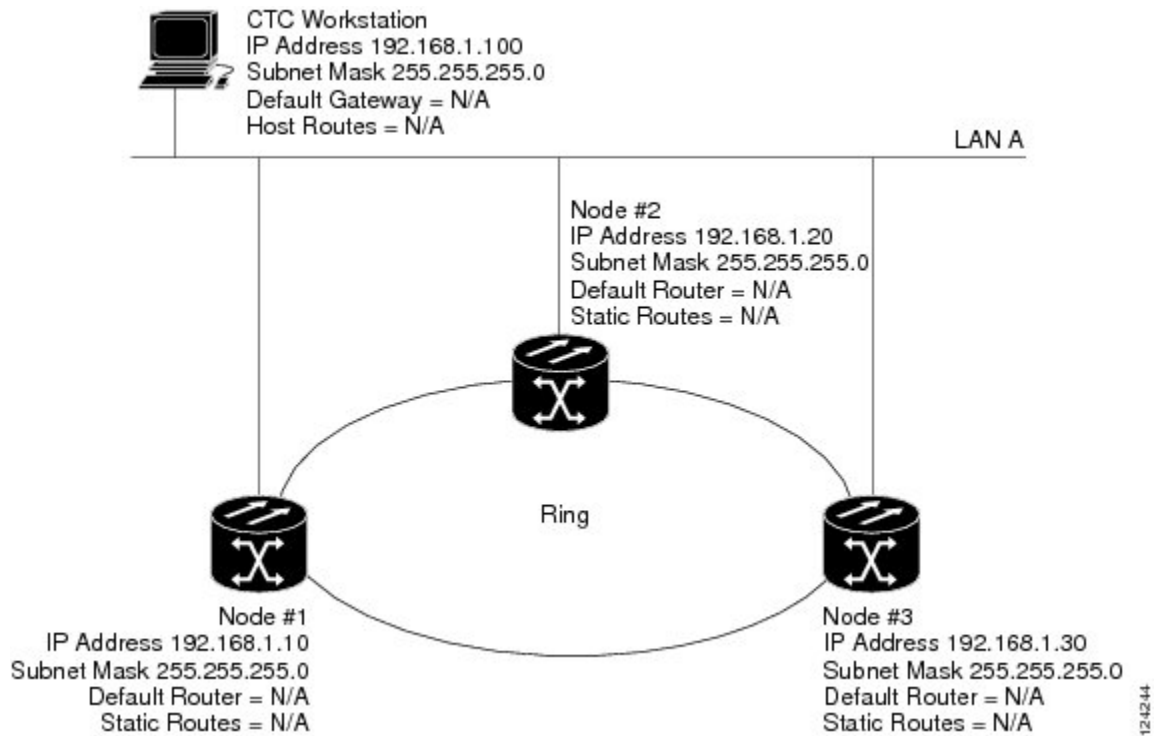 CTC Workstation
IP Address 192.168.1.100
Subnet Mask 255.255.255.0
Default Gateway = N/A
Host Routes = N/A
LAN A
Node #2
IP Address 192.168.1.20
Subnet Mask 255.255.255.0
Default Router = N/A
Static Routes = N/A
Ring
Node #1
IP Address 192.168.1.10
Subnet Mask 255.255.255.0
Default Router = N/A
Static Routes = N/A
Node #3
IP Address 192.168.1.30
Subnet Mask 255.255.255.0
Default Router = N/A
Static Routes = N/A
124244